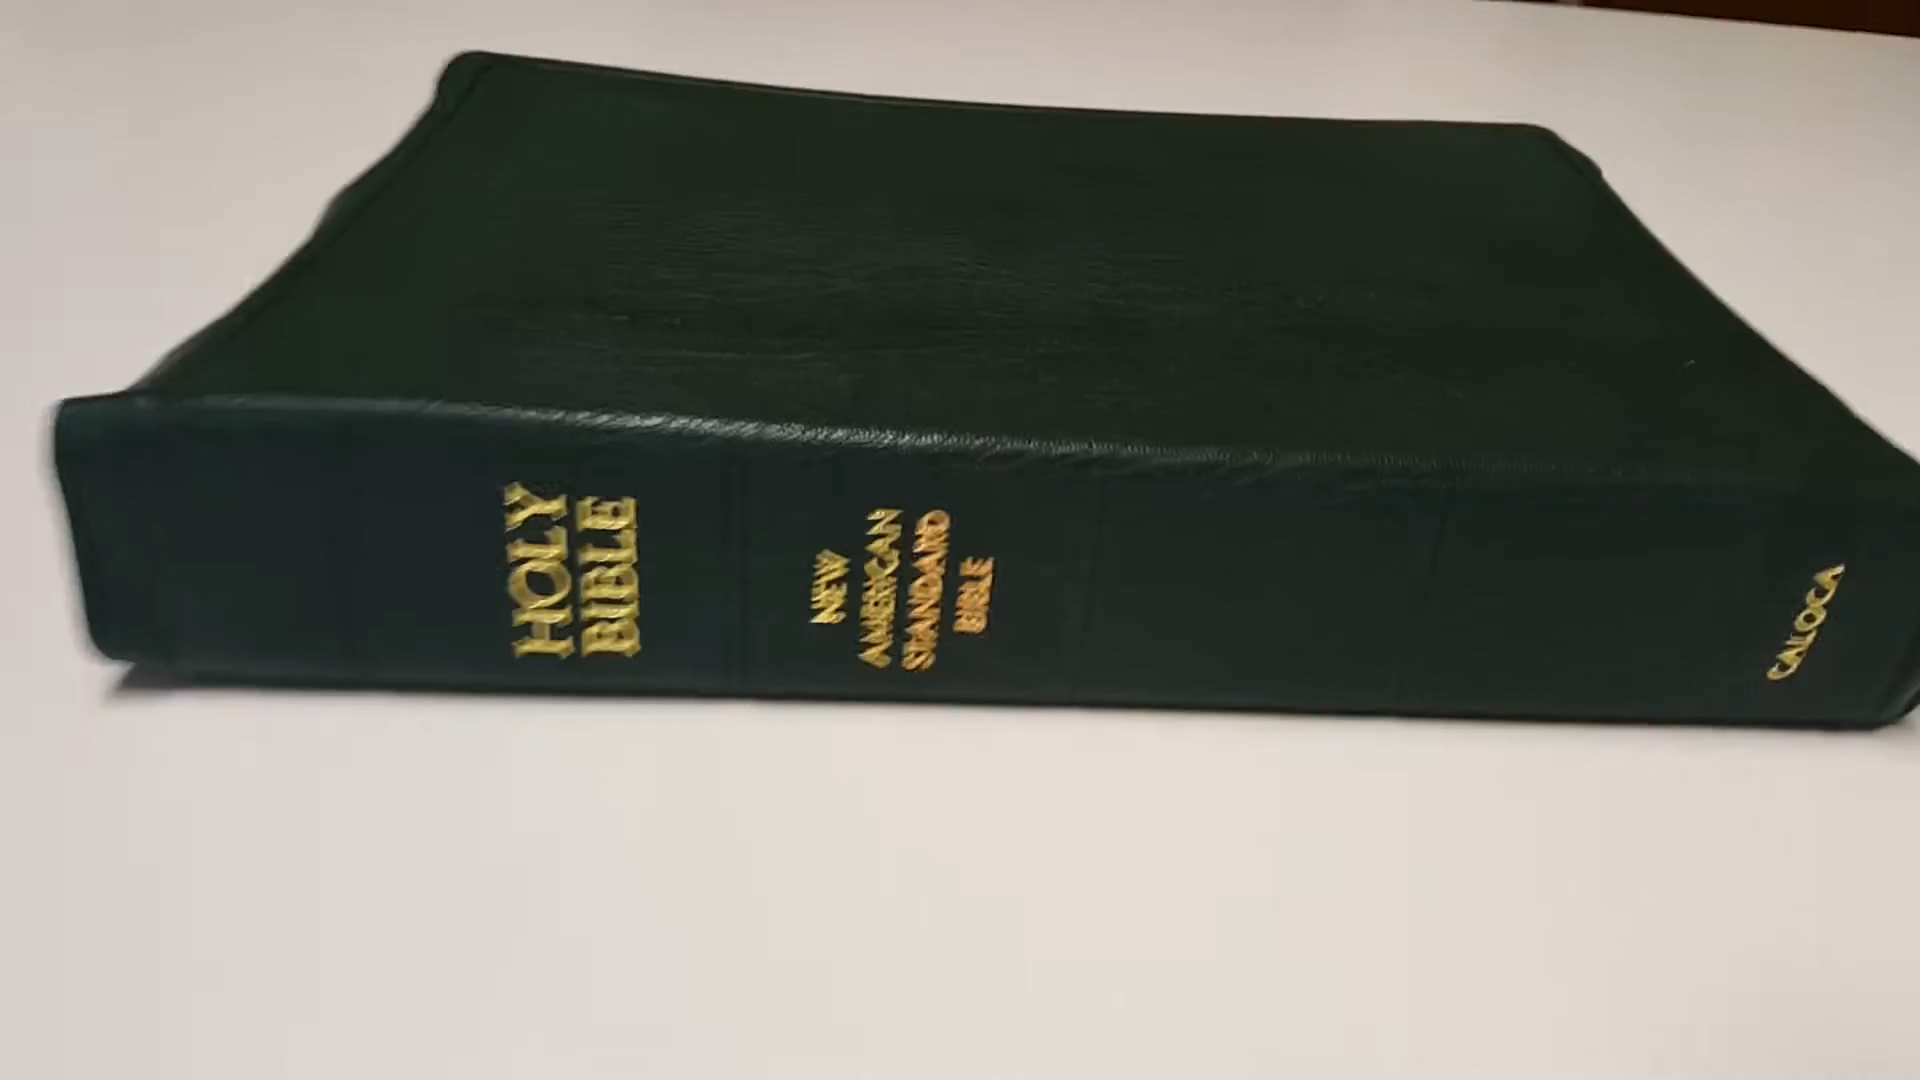 HOLY
BIBLE
NEW
AMERICAN
STANDARD
BIBLE
CALOCA